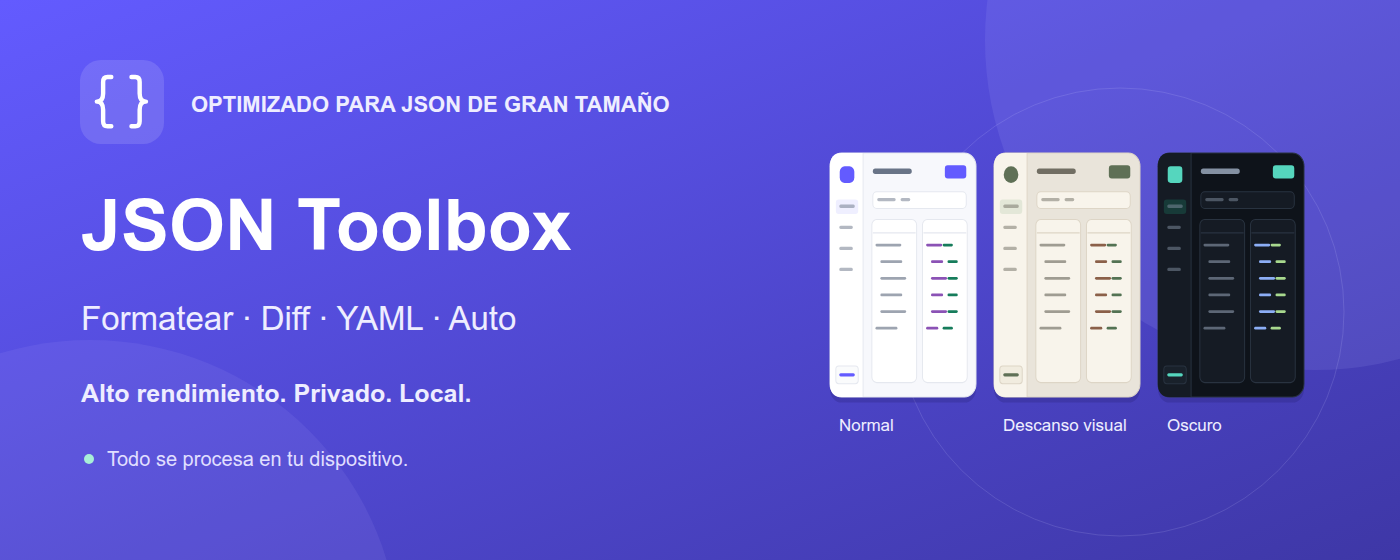 { }
OPTIMIZADO PARA JSON DE GRAN TAMAÑO
JSON Toolbox
Formatear · Diff · YAML · Auto
Alto rendimiento. Privado. Local.
Todo se procesa en tu dispositivo.
Normal
Descanso visual
Oscuro